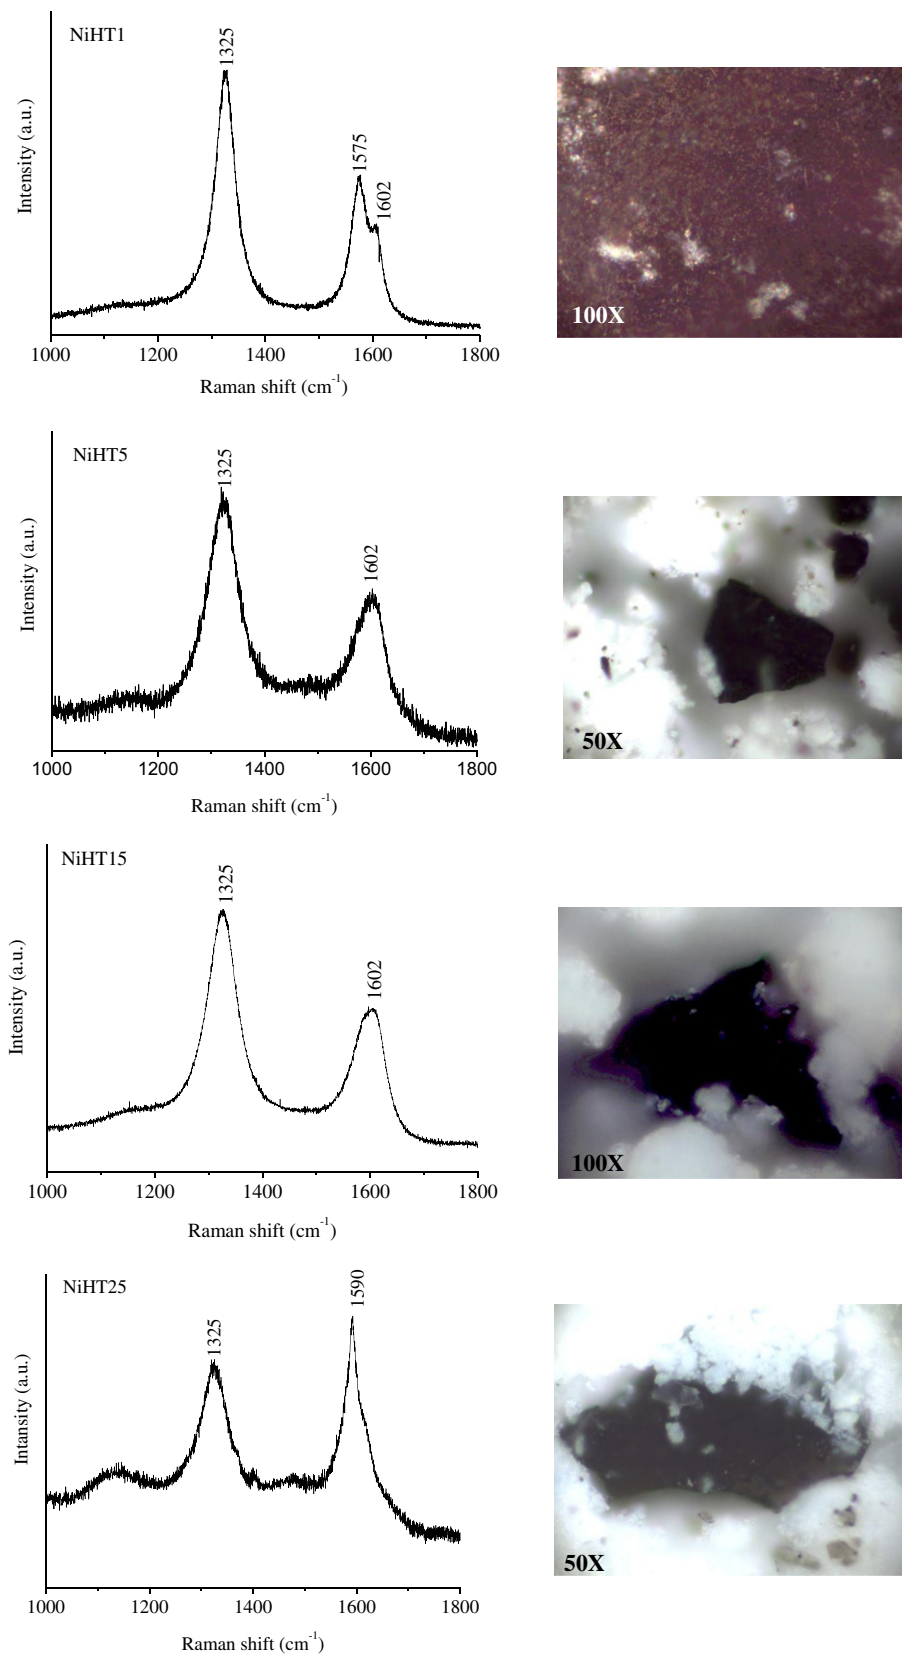 NiHT1
1325
1575
1602
Intensity (a.u.)
1000 1200 1400 1600 1800
Raman shift (cm-1)
100X
NiHT5
1325
1602
Intensity (a.u.)
1000 1200 1400 1600 1800
Raman shift (cm-1)
50X
NiHT15
1325
1602
Intensity (a.u.)
1000 1200 1400 1600 1800
Raman shift (cm-1)
100X
NiHT25
1325
1590
Intansity (a.u.)
1000 1200 1400 1600 1800
Raman shift (cm-1)
50X